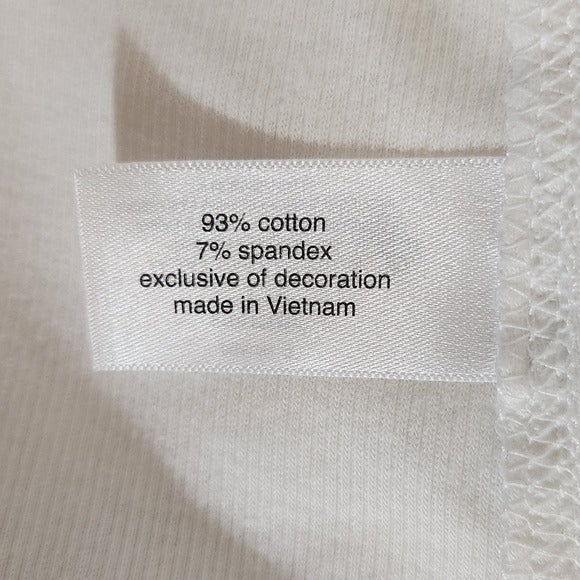 93% cotton
7% spandex
exclusive of decoration
made in Vietnam